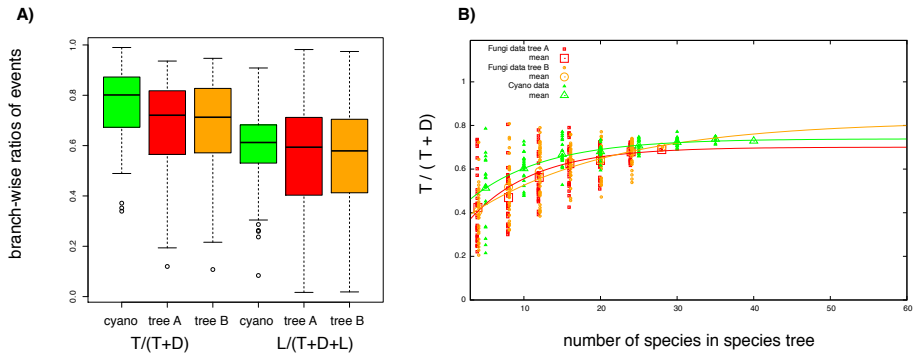 A)
branch-wise ratios of events
1.0
0.8
0.6
0.4
0.2
0.0
cyano tree A tree B cyano tree A tree B
T/(T+D) L/(T+D+L)
B)
T / ( T + D )
1
0.8
0.6
0.4
0.2
0
Fungi data tree A
mean
Fungi data tree B
mean
Cyano data
mean
10 20 30 40 50 60
number of species in species tree